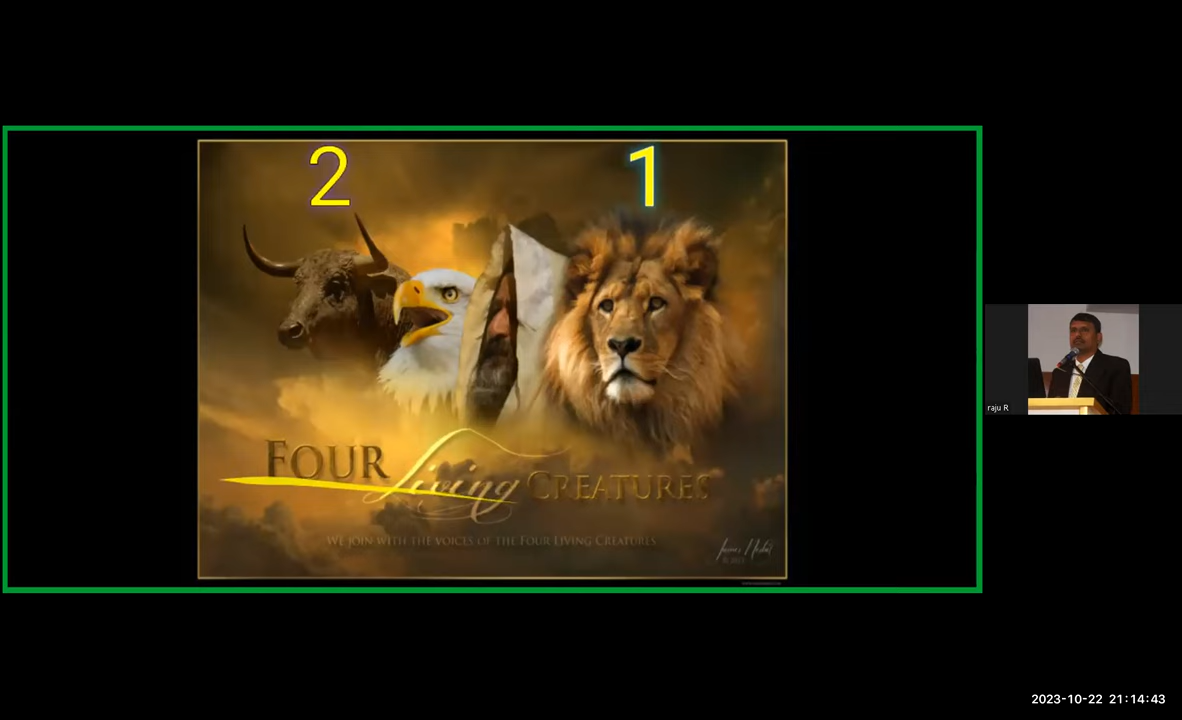 2 1
FOUR Living CREATURES
WE JOIN WITH THE VOICES OF THE FOUR LIVING CREATURES
raju R
2023-10-22 21:14:43